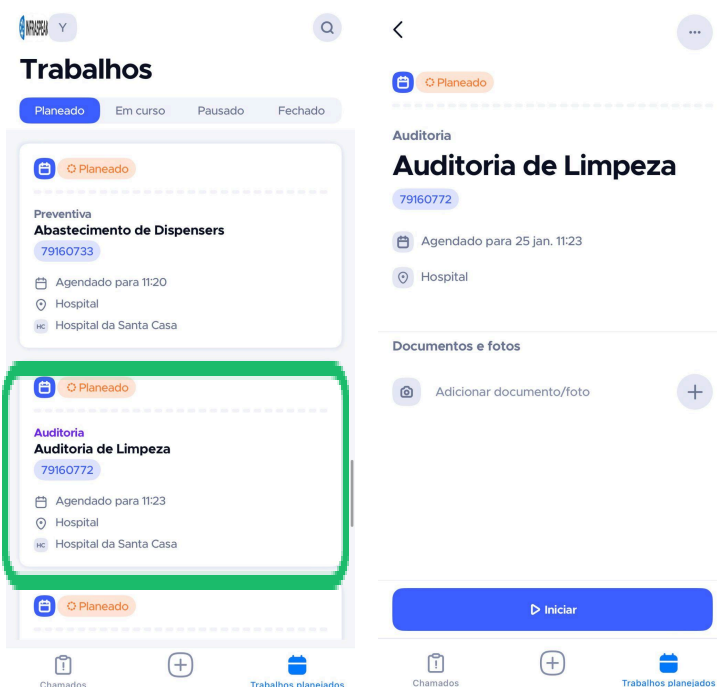 INFRASPEAK Y
Trabalhos
Planeado Em curso Pausado Fechado
Planeado
Preventiva
Abastecimento de Dispensers
79160733
Agendado para 11:20
Hospital
HC Hospital da Santa Casa
Planeado
Auditoria
Auditoria de Limpeza
79160772
Agendado para 11:23
Hospital
HC Hospital da Santa Casa
Planeado
Chamados
Trabalhos planejados
Planeado
Auditoria
Auditoria de Limpeza
79160772
Agendado para 25 jan. 11:23
Hospital
Documentos e fotos
Adicionar documento/foto
Iniciar
Chamados
Trabalhos planejados